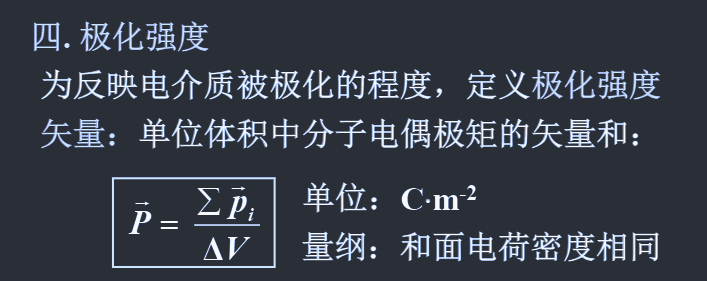 四. 极化强度
为反映电介质被极化的程度，定义极化强度
矢量：单位体积中分子电偶极矩的矢量和：
$\vec{P} = \frac{\sum \vec{p}_i}{\Delta V}$
单位：C·m⁻²
量纲：和面电荷密度相同